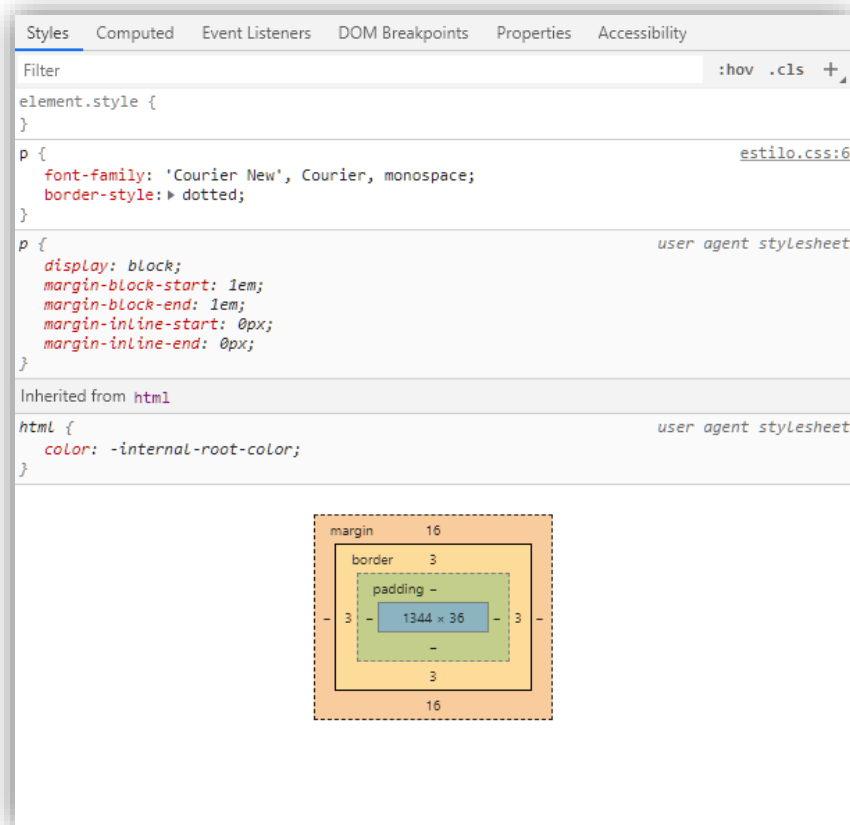 Styles Computed Event Listeners DOM Breakpoints Properties Accessibility
Filter :hov .cls +
element.style {
}
p { estilo.css:6
font-family: 'Courier New', Courier, monospace;
border-style: dotted;
}
p { user agent stylesheet
display: block;
margin-block-start: 1em;
margin-block-end: 1em;
margin-inline-start: 0px;
margin-inline-end: 0px;
}
Inherited from html
html { user agent stylesheet
color: -internal-root-color;
}
margin 16
border 3
padding –
– 3 – 1344 × 36 – 3 –
–
3
16